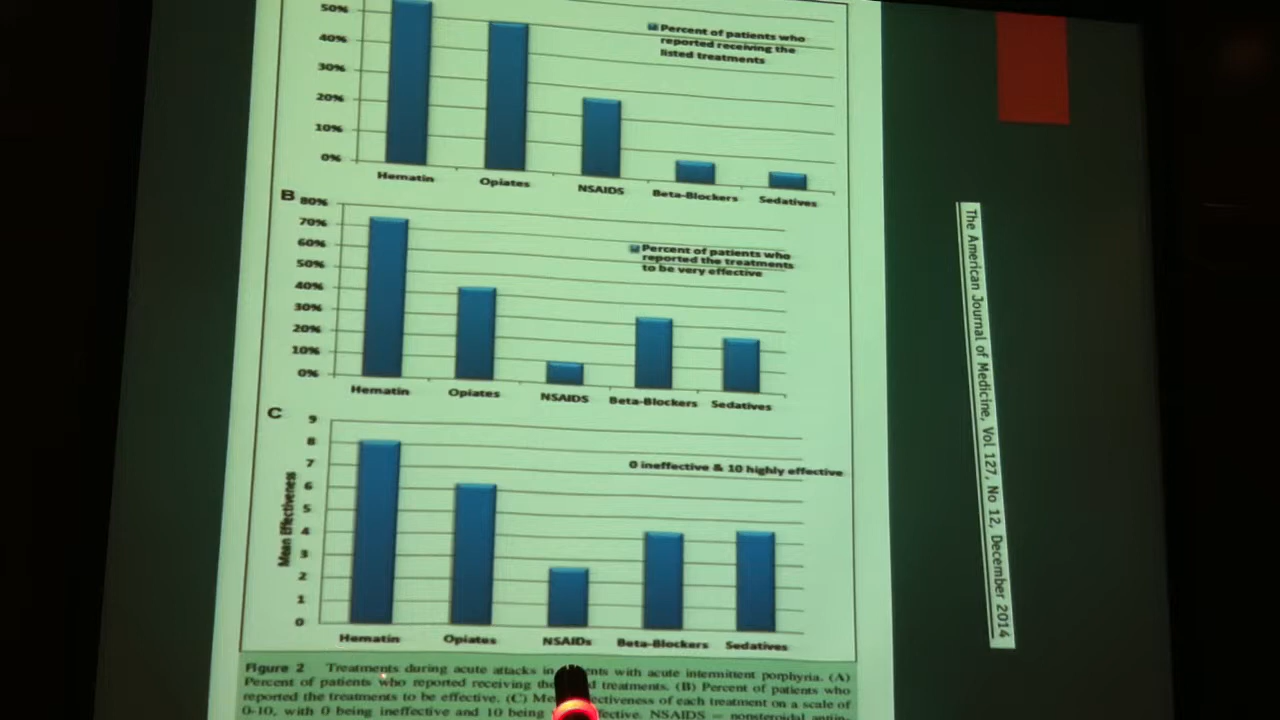 50%
40%
30%
20%
10%
0%
Percent of patients who
reported receiving the
listed treatments
Hematin Opiates NSAIDS Beta-Blockers Sedatives
B
80%
70%
60%
50%
40%
30%
20%
10%
0%
Percent of patients who
reported the treatments
to be very effective
Hematin Opiates NSAIDS Beta-Blockers Sedatives
C
9
8
7
6
5
4
3
2
1
0
Mean Effectiveness
0 ineffective & 10 highly effective
Hematin Opiates NSAIDs Beta-Blockers Sedatives
Figure 2 Treatments during acute attacks in with acute intermittent porphyria. (A)
Percent of patients who reported receiving the treatments. (B) Percent of patients who
reported the treatments to be effective. (C) of each treatment on a scale of
0-10, with 0 being ineffective and 10 being NSAIDS = nonsteroidal
The American Journal of Medicine, Vol 127, No 12, December 2014